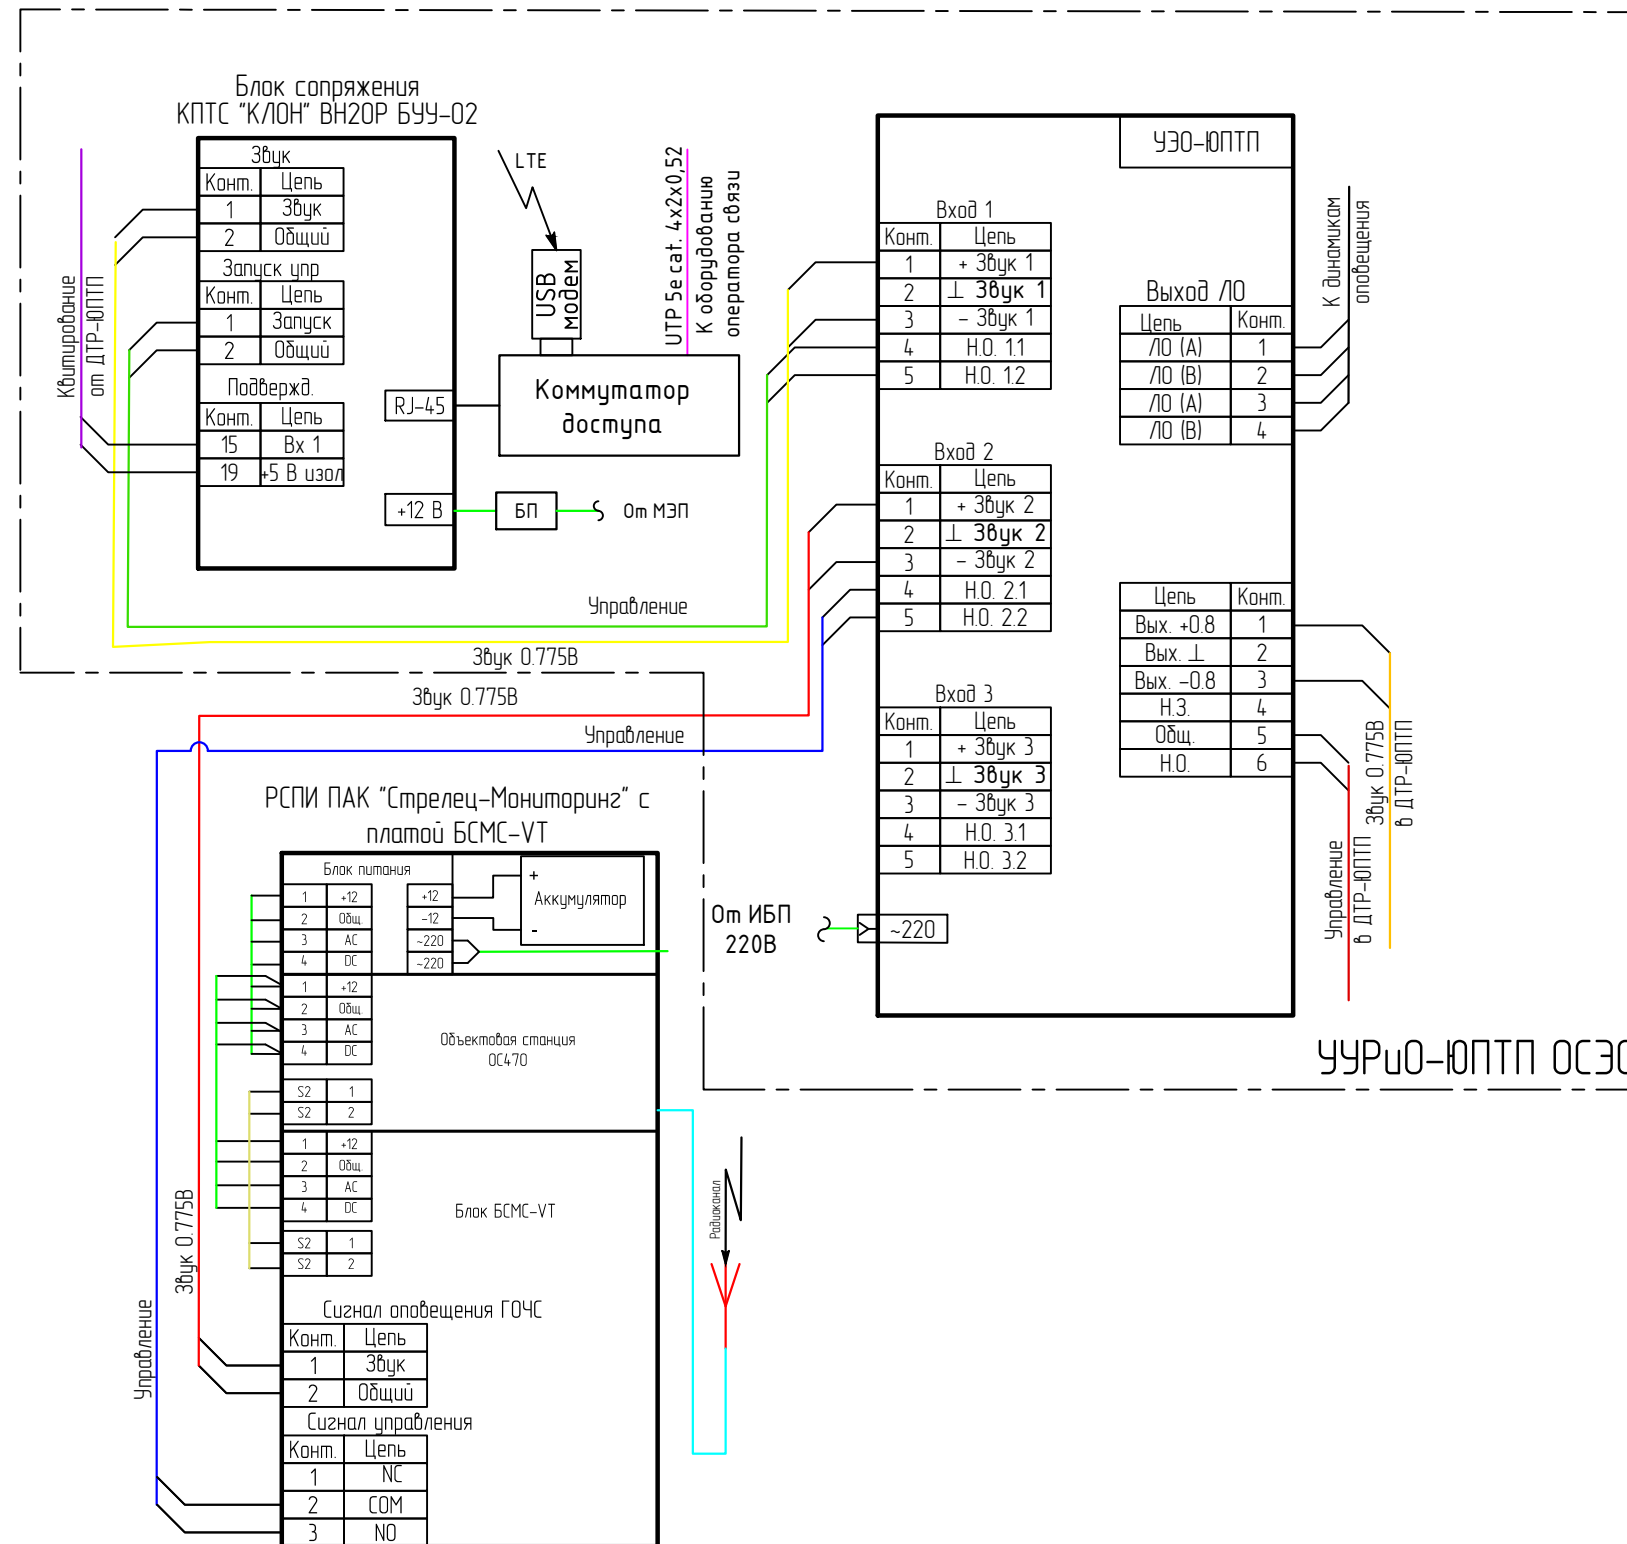 Блок сопряжения
КПТС "КЛОН" ВН20Р БУУ-02
Звук
Конт. Цепь
1 Звук
2 Общий
Запуск упр
Конт. Цепь
1 Запуск
2 Общий
Подвержд.
Конт. Цепь
15 Вх 1
19 +5 В изол
RJ-45
+12 В
БП
От МЭП
Квитирование
от ДТР-ЮПТП
LTE
USB
модем
UTP 5e cat. 4x2x0,52
К оборудованию
оператора связи
Коммутатор
доступа
Управление
Звук 0.775В
Звук 0.775В
Управление
УЭО-ЮПТП
Вход 1
Конт. Цепь
1 + Звук 1
2 ⊥ Звук 1
3 - Звук 1
4 Н.О. 1.1
5 Н.О. 1.2
Вход 2
Конт. Цепь
1 + Звук 2
2 ⊥ Звук 2
3 - Звук 2
4 Н.О. 2.1
5 Н.О. 2.2
Вход 3
Конт. Цепь
1 + Звук 3
2 ⊥ Звук 3
3 - Звук 3
4 Н.О. 3.1
5 Н.О. 3.2
От ИБП
220В
~220
Выход ЛО
Цепь Конт.
ЛО (А) 1
ЛО (В) 2
ЛО (А) 3
ЛО (В) 4
К динамикам
оповещения
Цепь Конт.
Вых. +0.8 1
Вых. ⊥ 2
Вых. -0.8 3
Н.З. 4
Общ. 5
Н.О. 6
Звук 0.775В
в ДТР-ЮПТП
Управление
в ДТР-ЮПТП
УУРиО-ЮПТП ОСЭС
РСПИ ПАК "Стрелец-Мониторинг" с
платой БСМС-VT
Блок питания
1 +12
2 Общ.
3 AC
4 DC
+12
-12
~220
~220
+
Аккумулятор
-
1 +12
2 Общ.
3 AC
4 DC
Объектовая станция
ОС470
S2 1
S2 2
1 +12
2 Общ.
3 AC
4 DC
Блок БСМС-VT
S2 1
S2 2
Сигнал оповещения ГОЧС
Конт. Цепь
1 Звук
2 Общий
Сигнал управления
Конт. Цепь
1 NC
2 COM
3 NO
Звук 0.775В
Управление
Радиоканал